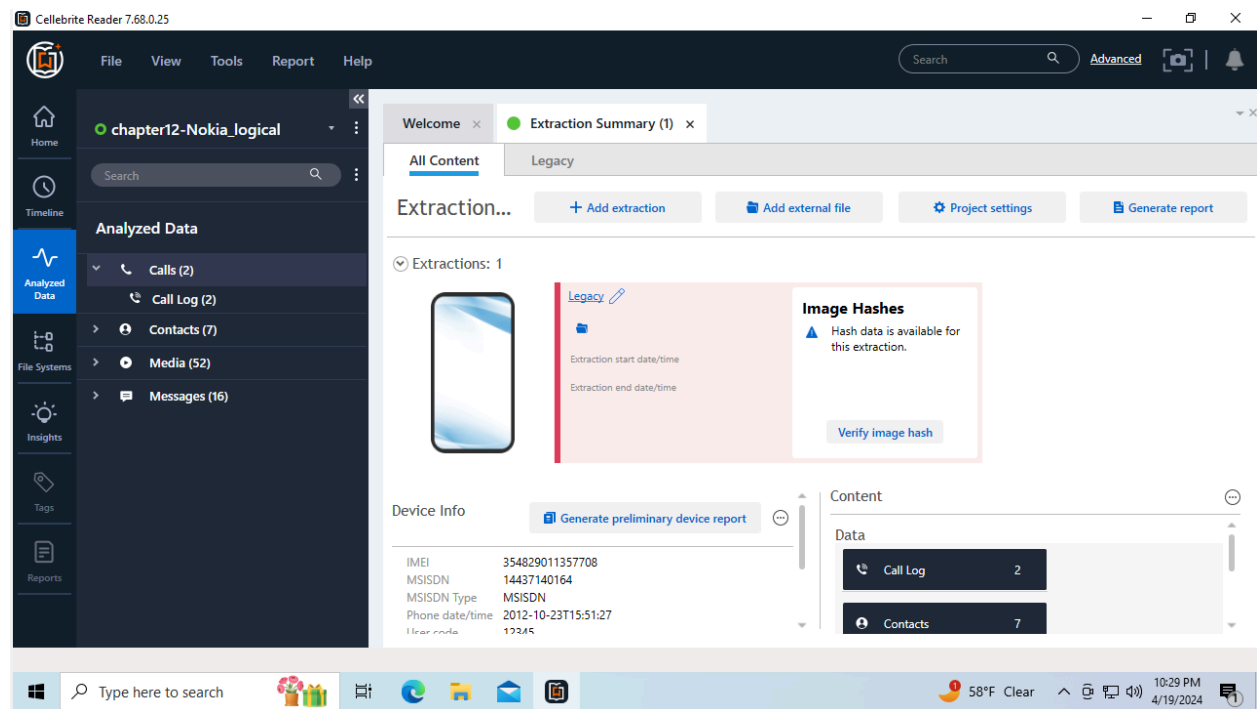 Cellebrite Reader 7.68.0.25
File View Tools Report Help
Search
Advanced
Home
Timeline
Analyzed
Data
File Systems
Insights
Tags
Reports
chapter12-Nokia_logical
Search
Analyzed Data
Calls (2)
Call Log (2)
Contacts (7)
Media (52)
Messages (16)
Welcome
Extraction Summary (1)
All Content Legacy
Extraction...
Add extraction
Add external file
Project settings
Generate report
Extractions: 1
Legacy
Extraction start date/time
Extraction end date/time
Image Hashes
Hash data is available for
this extraction.
Verify image hash
Device Info
Generate preliminary device report
IMEI 354829011357708
MSISDN 14437140164
MSISDN Type MSISDN
Phone date/time 2012-10-23T15:51:27
User code 12345
Content
Data
Call Log 2
Contacts 7
Type here to search
58°F Clear
10:29 PM
4/19/2024
1